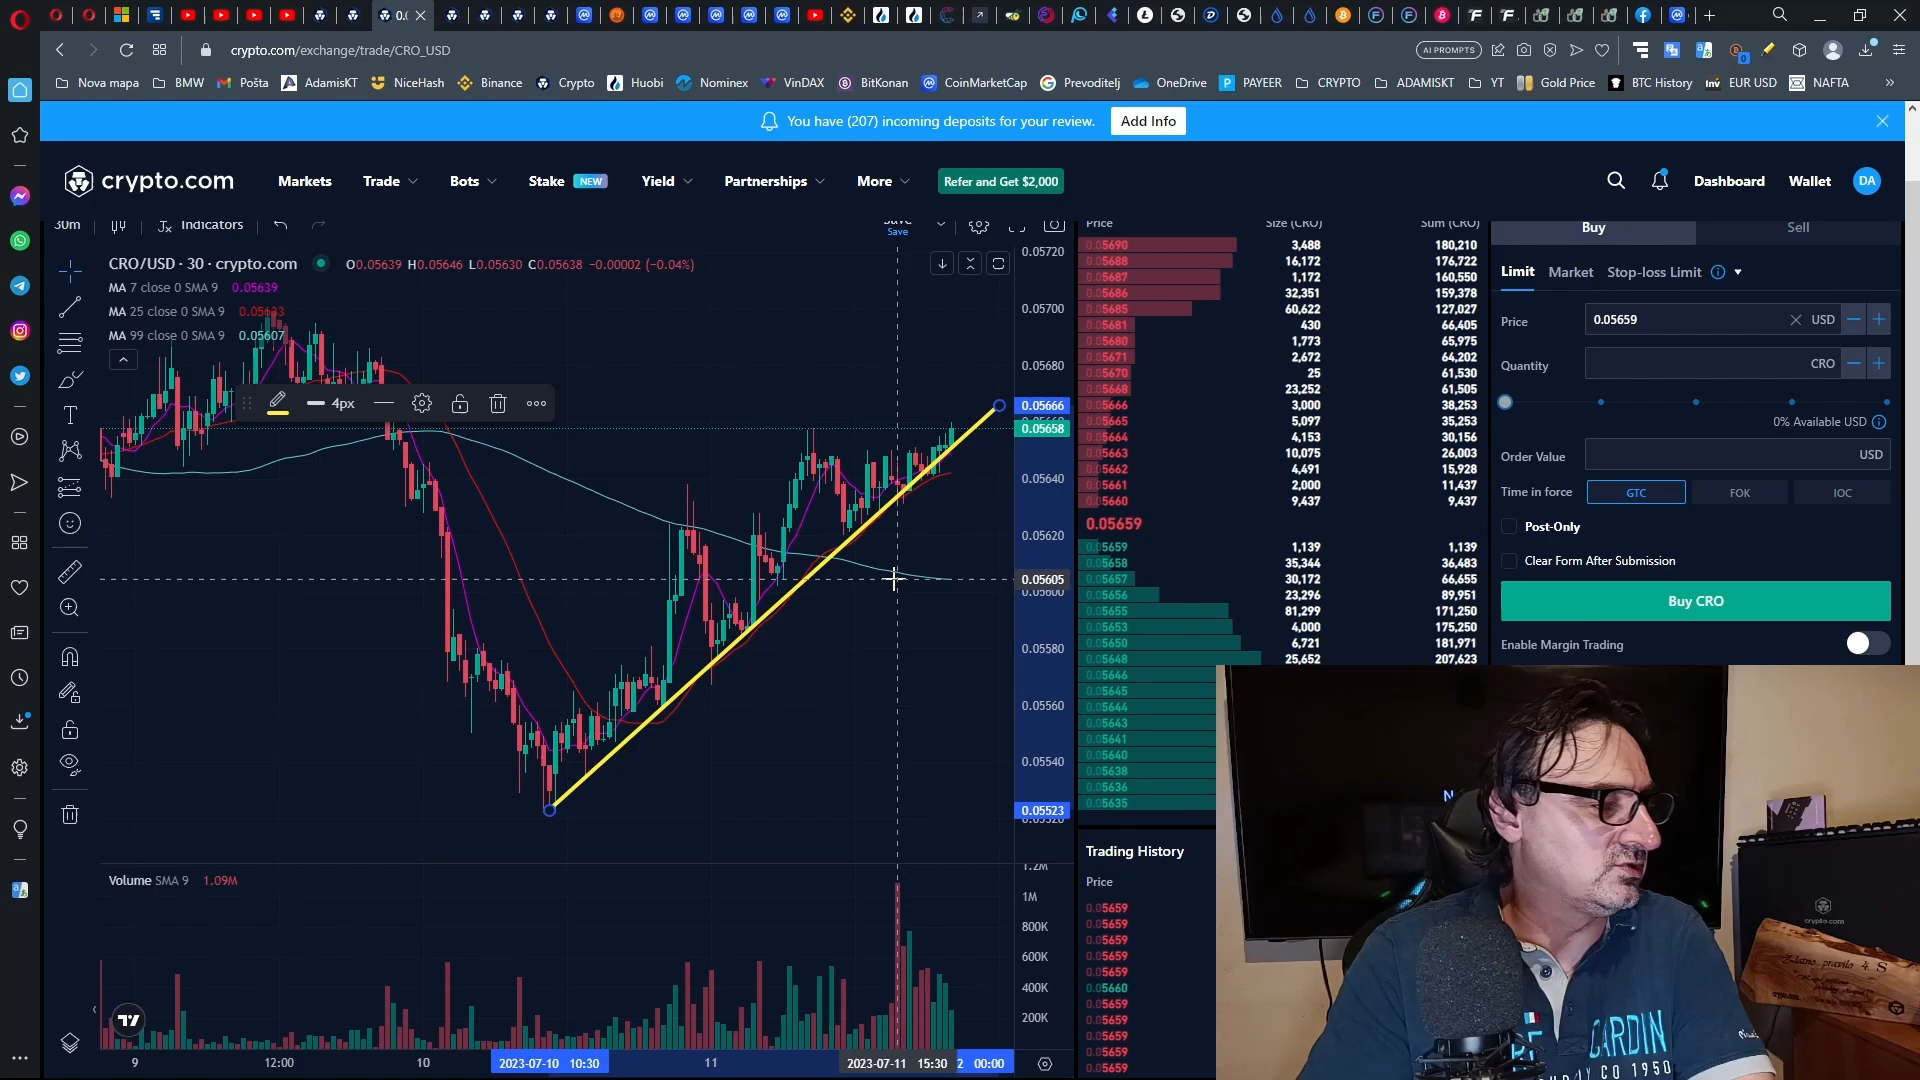 crypto.com/exchange/trade/CRO_USD
AI PROMPTS
Nova mapa
BMW
Pošta
AdamisKT
NiceHash
Binance
Crypto
Huobi
Nominex
VinDAX
BitKonan
CoinMarketCap
Prevoditelj
OneDrive
PAYEER
CRYPTO
ADAMISKT
YT
Gold Price
BTC History
EUR USD
NAFTA
You have (207) incoming deposits for your review.
Add Info
crypto.com
Markets
Trade
Bots
Stake NEW
Yield
Partnerships
More
Refer and Get $2,000
Dashboard
Wallet
DA
30m
Indicators
Save
Save
CRO/USD · 30 · crypto.com
O0.05639 H0.05646 L0.05630 C0.05638 -0.00002 (-0.04%)
MA 7 close 0 SMA 9 0.05639
MA 25 close 0 SMA 9
MA 99 close 0 SMA 9 0.05607
4px
0.05720
0.05700
0.05680
0.05666
0.05658
0.05640
0.05620
0.05605
0.05600
0.05580
0.05560
0.05540
0.05523
Volume SMA 9 1.09M
1.2M
1M
800K
600K
400K
200K
9
12:00
10
2023-07-10 10:30
11
2023-07-11 15:30
2 00:00
Price Size (CRO) Sum (CRO)
0.05690 3,488 180,210
0.05688 16,172 176,722
0.05687 1,172 160,550
0.05686 32,351 159,378
0.05685 60,622 127,027
0.05681 430 66,405
0.05680 1,773 65,975
0.05671 2,672 64,202
0.05670 25 61,530
0.05668 23,252 61,505
0.05666 3,000 38,253
0.05665 5,097 35,253
0.05664 4,153 30,156
0.05663 10,075 26,003
0.05662 4,491 15,928
0.05661 2,000 11,437
0.05660 9,437 9,437
0.05659
0.05659 1,139 1,139
0.05658 35,344 36,483
0.05657 30,172 66,655
0.05656 23,296 89,951
0.05655 81,299 171,250
0.05653 4,000 175,250
0.05650 6,721 181,971
0.05648 25,652 207,623
0.05646
0.05645
0.05644
0.05643
0.05641
0.05640
0.05638
0.05636
0.05635
Trading History
Price
0.05659
0.05659
0.05659
0.05659
0.05659
0.05660
0.05659
0.05659
0.05659
0.05659
0.05659
Buy
Sell
Limit
Market
Stop-loss Limit
Price 0.05659 USD
Quantity CRO
0% Available USD
Order Value USD
Time in force GTC FOK IOC
Post-Only
Clear Form After Submission
Buy CRO
Enable Margin Trading
crypto.com
Zlatno pravilo 4. S
CARDIN
CO 1950